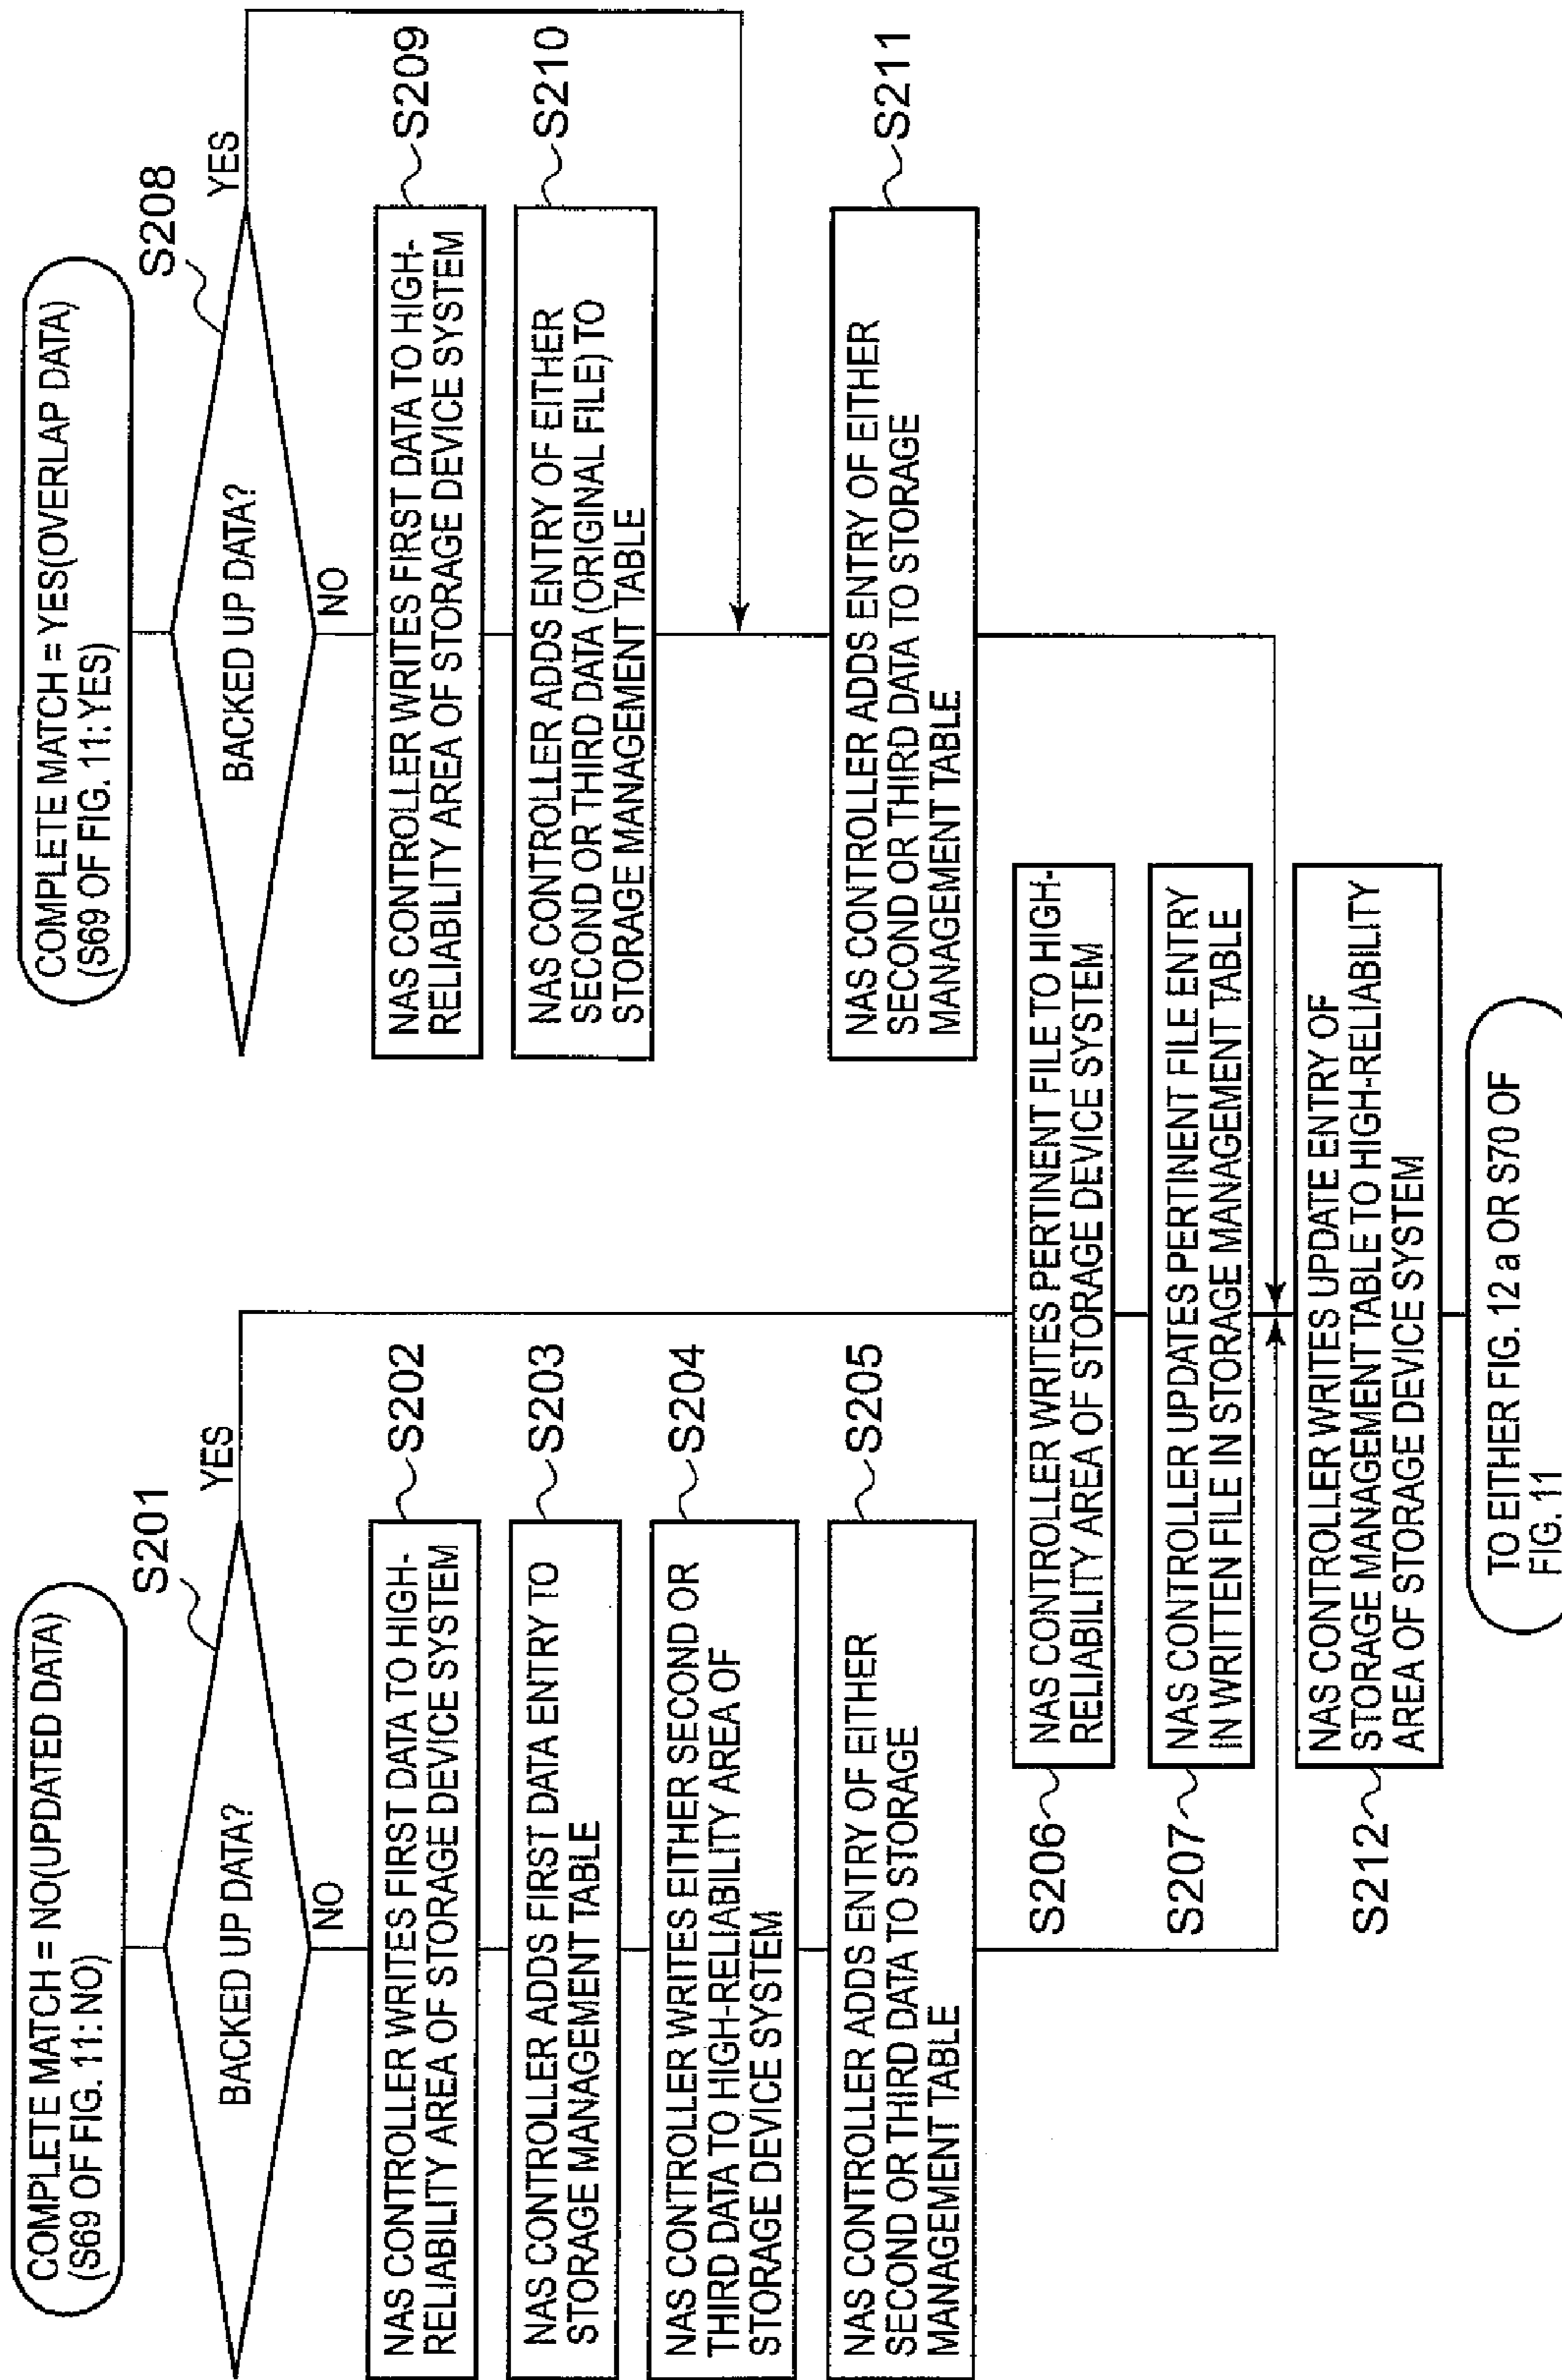 COMPLETE MATCH = NO(UPDATED DATA)
(S69 OF FIG. 11: NO)
S201
BACKED UP DATA?
YES
NO
NAS CONTROLLER WRITES FIRST DATA TO HIGH-
RELIABILITY AREA OF STORAGE DEVICE SYSTEM
S202
NAS CONTROLLER ADDS FIRST DATA ENTRY TO
STORAGE MANAGEMENT TABLE
S203
NAS CONTROLLER WRITES EITHER SECOND OR
THIRD DATA TO HIGH-RELIABILITY AREA OF
STORAGE DEVICE SYSTEM
S204
NAS CONTROLLER ADDS ENTRY OF EITHER
SECOND OR THIRD DATA TO STORAGE
MANAGEMENT TABLE
S205
S206
NAS CONTROLLER WRITES PERTINENT FILE TO HIGH-
RELIABILITY AREA OF STORAGE DEVICE SYSTEM
S207
NAS CONTROLLER UPDATES PERTINENT FILE ENTRY
IN WRITTEN FILE IN STORAGE MANAGEMENT TABLE
COMPLETE MATCH = YES(OVERLAP DATA)
(S69 OF FIG. 11: YES)
S208
BACKED UP DATA?
YES
NO
NAS CONTROLLER WRITES FIRST DATA TO HIGH-
RELIABILITY AREA OF STORAGE DEVICE SYSTEM
S209
NAS CONTROLLER ADDS ENTRY OF EITHER
SECOND OR THIRD DATA (ORIGINAL FILE) TO
STORAGE MANAGEMENT TABLE
S210
NAS CONTROLLER ADDS ENTRY OF EITHER
SECOND OR THIRD DATA TO STORAGE
MANAGEMENT TABLE
S211
S212
NAS CONTROLLER WRITES UPDATE ENTRY OF
STORAGE MANAGEMENT TABLE TO HIGH-RELIABILITY
AREA OF STORAGE DEVICE SYSTEM
TO EITHER FIG. 12 a OR S70 OF
FIG. 11